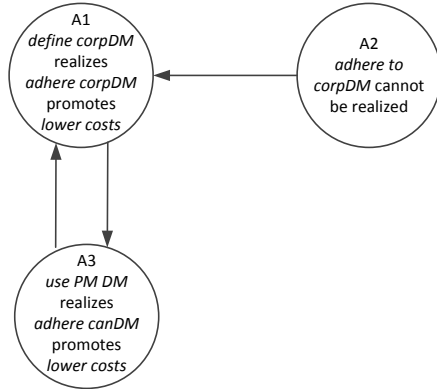 A1
define corpDM
realizes
adhere corpDM
promotes
lower costs
A2
adhere to
corpDM cannot
be realized
A3
use PM DM
realizes
adhere canDM
promotes
lower costs